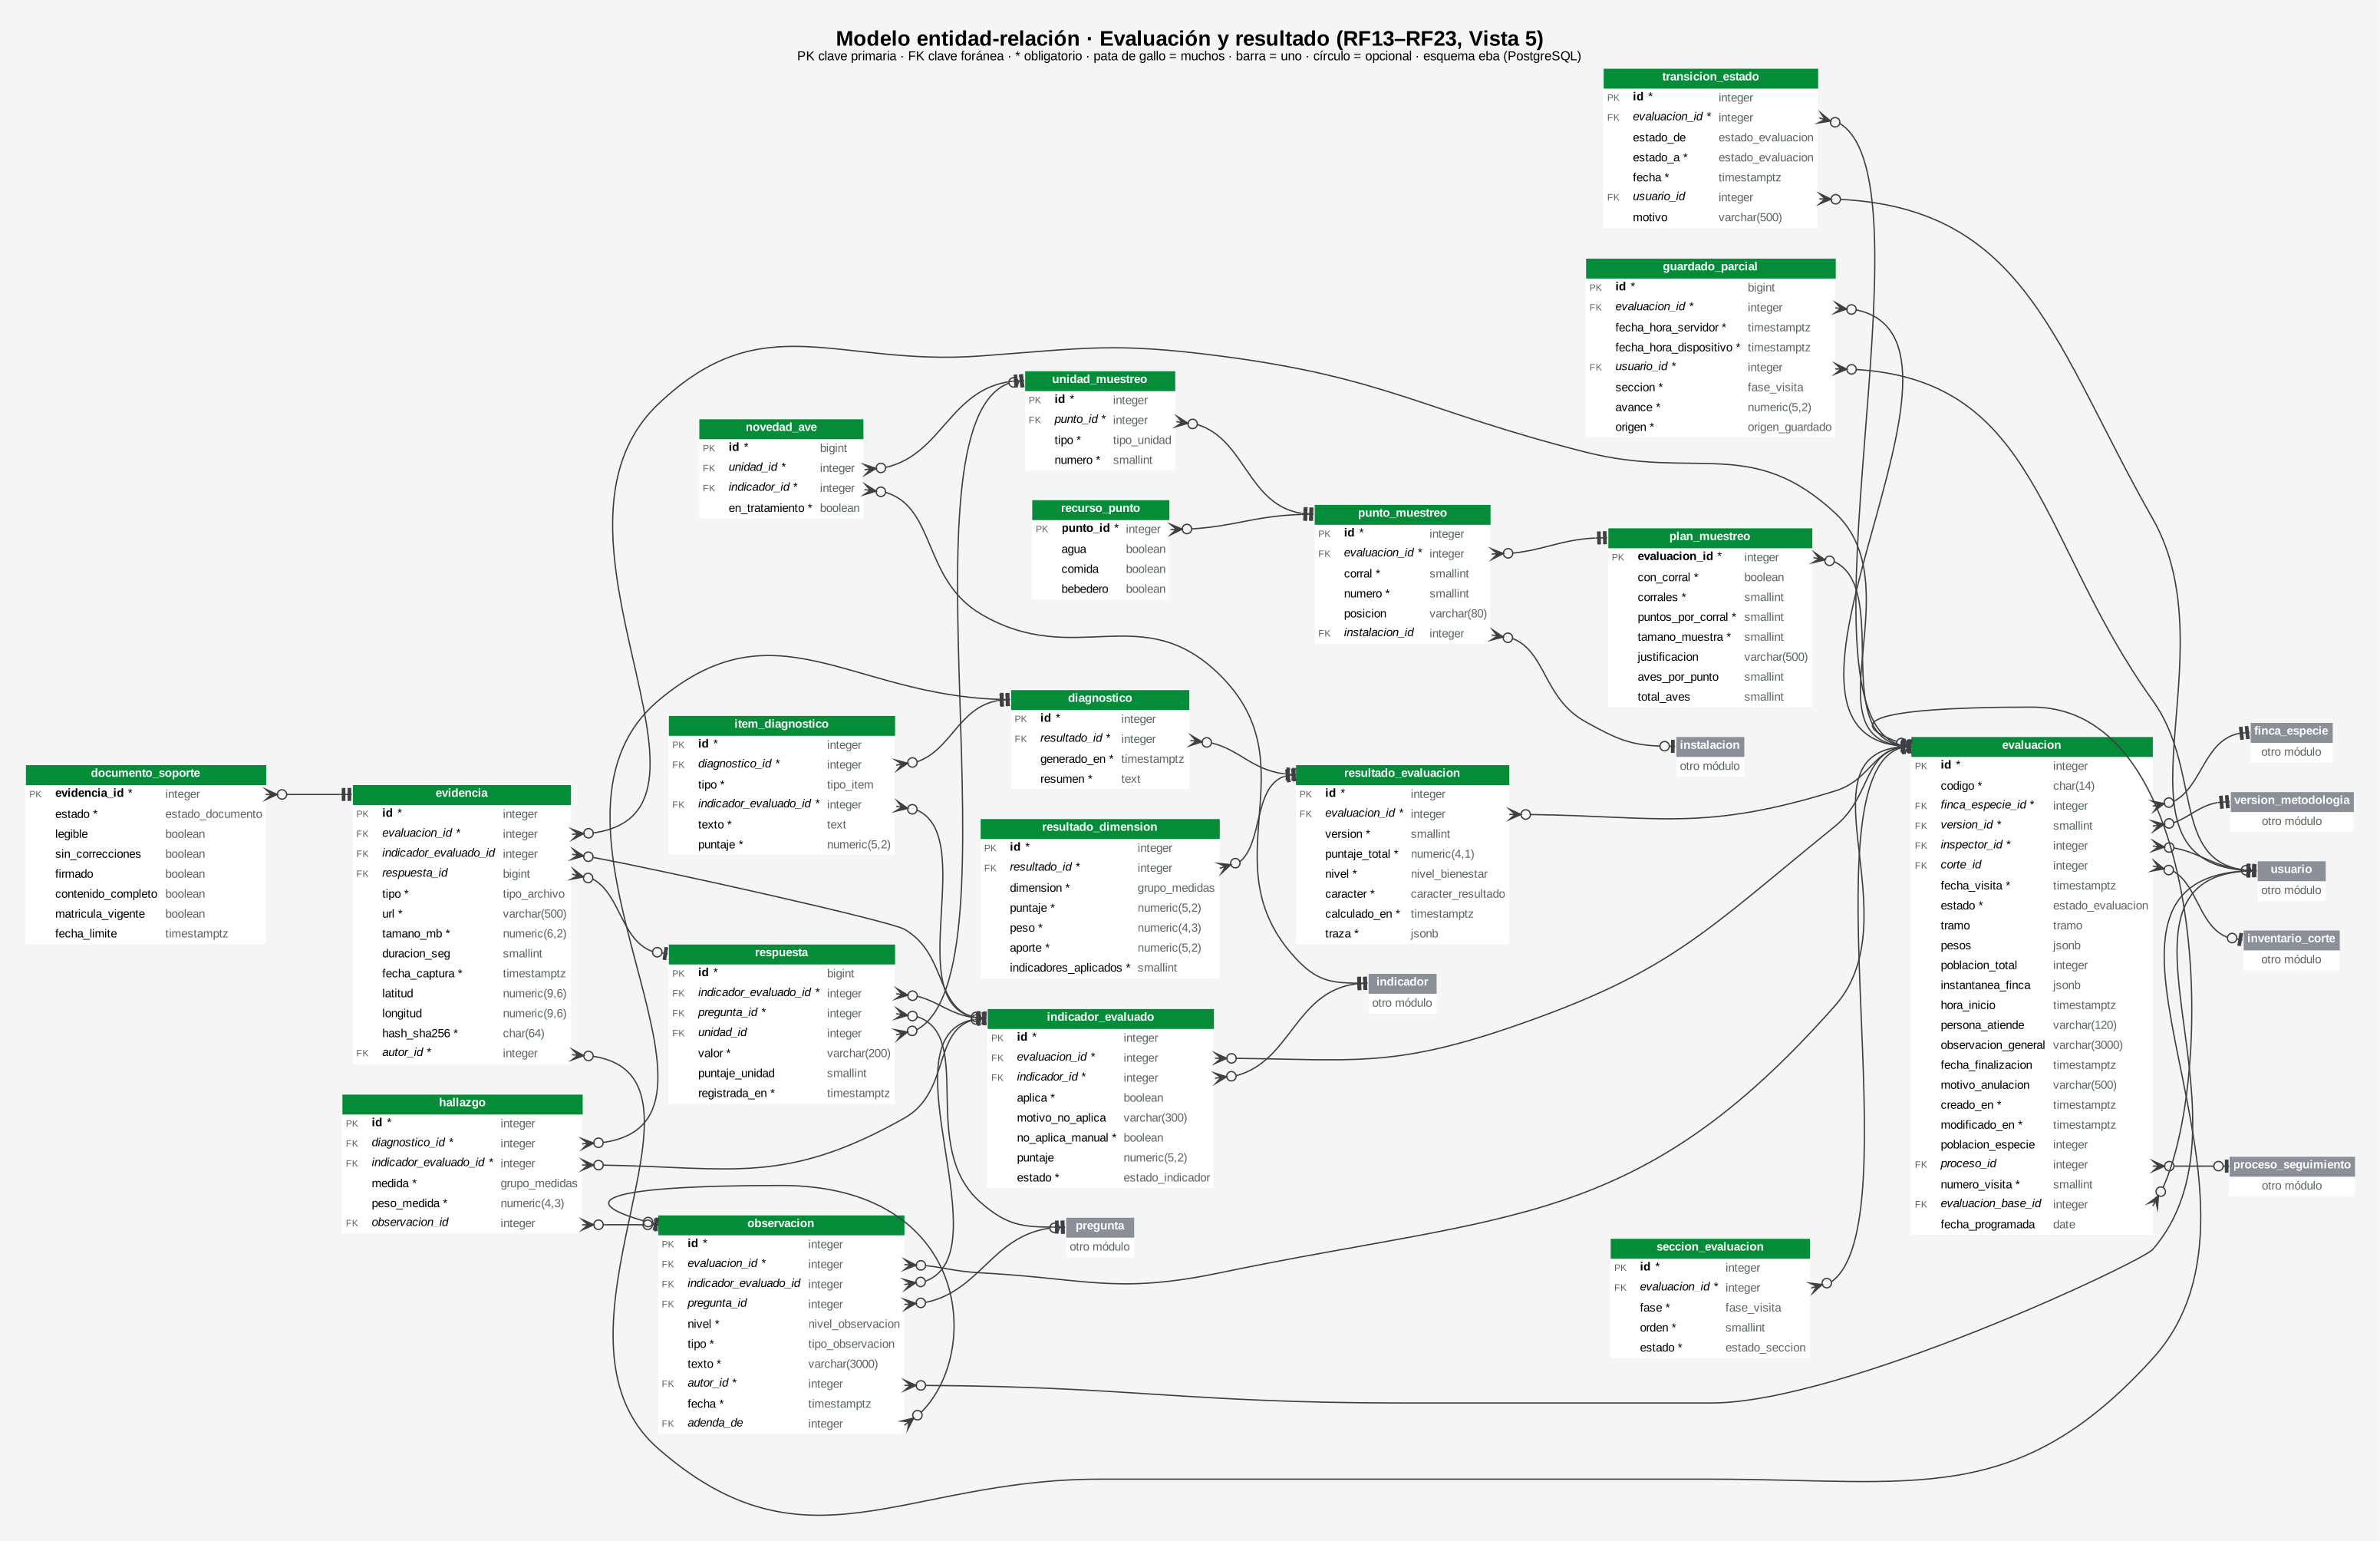 Modelo entidad-relación · Evaluación y resultado (RF13–RF23, Vista 5)
PK clave primaria · FK clave foránea · * obligatorio · pata de gallo = muchos · barra = uno · círculo = opcional · esquema eba (PostgreSQL)
transicion_estado
PK id * integer
FK evaluacion_id * integer
estado_de estado_evaluacion
estado_a * estado_evaluacion
fecha * timestamptz
FK usuario_id integer
motivo varchar(500)
guardado_parcial
PK id * bigint
FK evaluacion_id * integer
fecha_hora_servidor * timestamptz
fecha_hora_dispositivo * timestamptz
FK usuario_id * integer
seccion * fase_visita
avance * numeric(5,2)
origen * origen_guardado
unidad_muestreo
PK id * integer
FK punto_id * integer
tipo * tipo_unidad
numero * smallint
novedad_ave
PK id * bigint
FK unidad_id * integer
FK indicador_id * integer
en_tratamiento * boolean
recurso_punto
PK punto_id * integer
agua boolean
comida boolean
bebedero boolean
punto_muestreo
PK id * integer
FK evaluacion_id * integer
corral * smallint
numero * smallint
posicion varchar(80)
FK instalacion_id integer
plan_muestreo
PK evaluacion_id * integer
con_corral * boolean
corrales * smallint
puntos_por_corral * smallint
tamano_muestra * smallint
justificacion varchar(500)
aves_por_punto smallint
total_aves smallint
diagnostico
PK id * integer
FK resultado_id * integer
generado_en * timestamptz
resumen * text
item_diagnostico
PK id * integer
FK diagnostico_id * integer
tipo * tipo_item
FK indicador_evaluado_id * integer
texto * text
puntaje * numeric(5,2)
instalacion
otro módulo
documento_soporte
PK evidencia_id * integer
estado * estado_documento
legible boolean
sin_correcciones boolean
firmado boolean
contenido_completo boolean
matricula_vigente boolean
fecha_limite timestamptz
evidencia
PK id * integer
FK evaluacion_id * integer
FK indicador_evaluado_id integer
FK respuesta_id bigint
tipo * tipo_archivo
url * varchar(500)
tamano_mb * numeric(6,2)
duracion_seg smallint
fecha_captura * timestamptz
latitud numeric(9,6)
longitud numeric(9,6)
hash_sha256 * char(64)
FK autor_id * integer
resultado_dimension
PK id * integer
FK resultado_id * integer
dimension * grupo_medidas
puntaje * numeric(5,2)
peso * numeric(4,3)
aporte * numeric(5,2)
indicadores_aplicados * smallint
resultado_evaluacion
PK id * integer
FK evaluacion_id * integer
version * smallint
puntaje_total * numeric(4,1)
nivel * nivel_bienestar
caracter * caracter_resultado
calculado_en * timestamptz
traza * jsonb
evaluacion
PK id * integer
codigo * char(14)
FK finca_especie_id * integer
FK version_id * smallint
FK inspector_id * integer
FK corte_id integer
fecha_visita * timestamptz
estado * estado_evaluacion
tramo tramo
pesos jsonb
poblacion_total integer
instantanea_finca jsonb
hora_inicio timestamptz
persona_atiende varchar(120)
observacion_general varchar(3000)
fecha_finalizacion timestamptz
motivo_anulacion varchar(500)
creado_en * timestamptz
modificado_en * timestamptz
poblacion_especie integer
FK proceso_id integer
numero_visita * smallint
FK evaluacion_base_id integer
fecha_programada date
finca_especie
otro módulo
version_metodologia
otro módulo
usuario
otro módulo
inventario_corte
otro módulo
proceso_seguimiento
otro módulo
respuesta
PK id * bigint
FK indicador_evaluado_id * integer
FK pregunta_id * integer
FK unidad_id integer
valor * varchar(200)
puntaje_unidad smallint
registrada_en * timestamptz
indicador
otro módulo
indicador_evaluado
PK id * integer
FK evaluacion_id * integer
FK indicador_id * integer
aplica * boolean
motivo_no_aplica varchar(300)
no_aplica_manual * boolean
puntaje numeric(5,2)
estado * estado_indicador
hallazgo
PK id * integer
FK diagnostico_id * integer
FK indicador_evaluado_id * integer
medida * grupo_medidas
peso_medida * numeric(4,3)
FK observacion_id integer
observacion
PK id * integer
FK evaluacion_id * integer
FK indicador_evaluado_id integer
FK pregunta_id integer
nivel * nivel_observacion
tipo * tipo_observacion
texto * varchar(3000)
FK autor_id * integer
fecha * timestamptz
FK adenda_de integer
pregunta
otro módulo
seccion_evaluacion
PK id * integer
FK evaluacion_id * integer
fase * fase_visita
orden * smallint
estado * estado_seccion